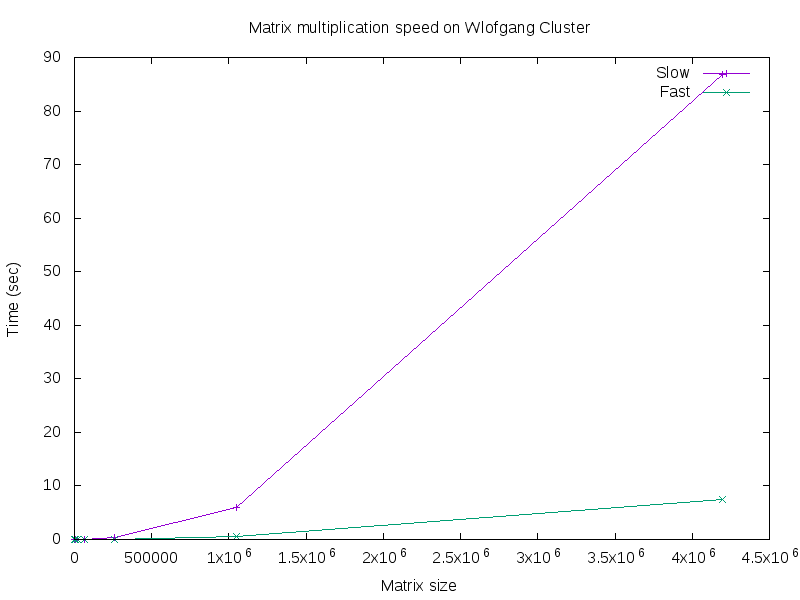 Matrix multiplication speed on Wlofgang Cluster
Slow
Fast
Time (sec)
90
80
70
60
50
40
30
20
10
0
0 500000 1x10^6 1.5x10^6 2x10^6 2.5x10^6 3x10^6 3.5x10^6 4x10^6 4.5x10^6
Matrix size